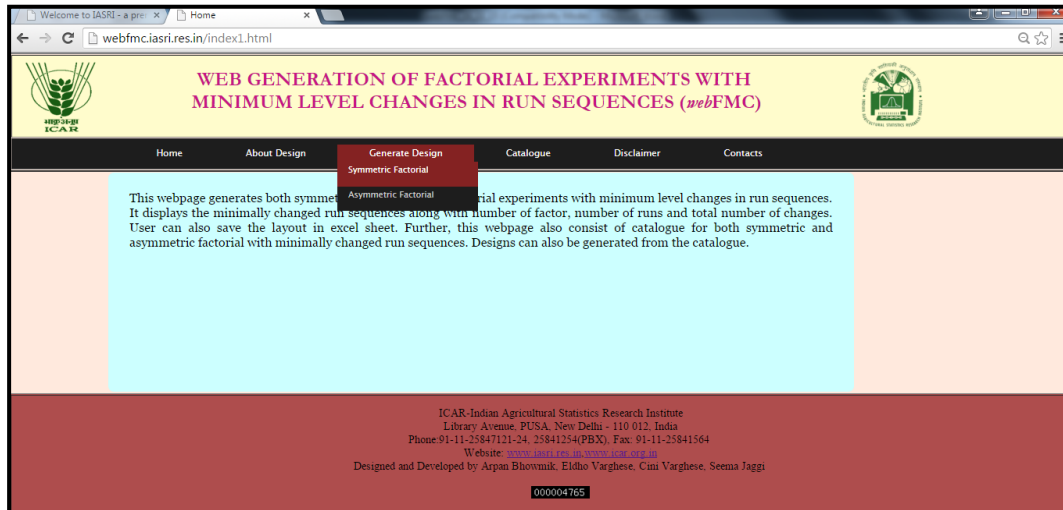 Welcome to IASRI - a pre
Home
webfmc.iasri.res.in/index1.html
WEB GENERATION OF FACTORIAL EXPERIMENTS WITH
MINIMUM LEVEL CHANGES IN RUN SEQUENCES (webFMC)
भाकृअनुप
ICAR
Home About Design Generate Design Catalogue Disclaimer Contacts
Symmetric Factorial
Asymmetric Factorial
This webpage generates both symmet rial experiments with minimum level changes in run sequences.
It displays the minimally changed run sequences along with number of factor, number of runs and total number of changes.
User can also save the layout in excel sheet. Further, this webpage also consist of catalogue for both symmetric and
asymmetric factorial with minimally changed run sequences. Designs can also be generated from the catalogue.
ICAR-Indian Agricultural Statistics Research Institute
Library Avenue, PUSA, New Delhi - 110 012, India
Phone:91-11-25847121-24, 25841254(PBX), Fax: 91-11-25841564
Website: www.iasri.res.in,www.icar.org.in
Designed and Developed by Arpan Bhowmik, Eldho Varghese, Cini Varghese, Seema Jaggi
000004765